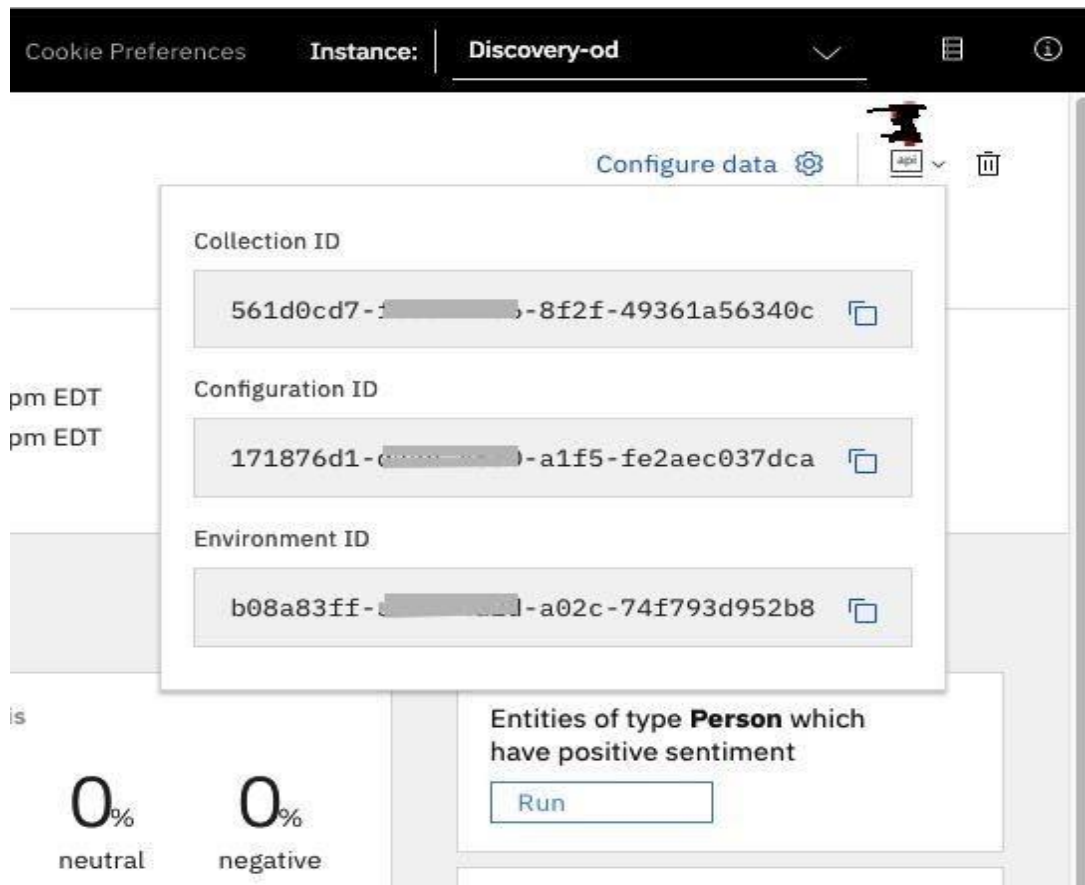 Cookie Preferences Instance: Discovery-od
Configure data api
Collection ID
561d0cd7- -8f2f-49361a56340c
Configuration ID
171876d1- -a1f5-fe2aec037dca
Environment ID
b08a83ff- -a02c-74f793d952b8
pm EDT
pm EDT
is
0% neutral
0% negative
Entities of type Person which
have positive sentiment
Run